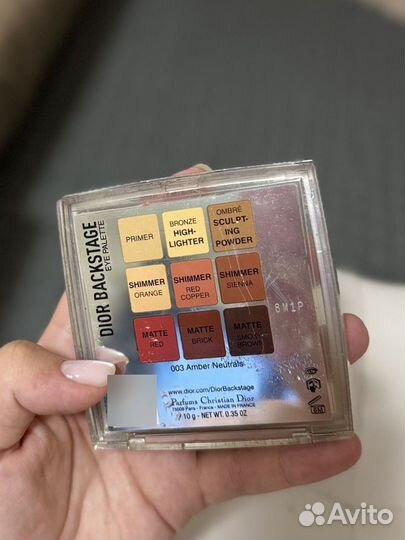 DIOR BACKSTAGE
EYE PALETTE
PRIMER
BRONZE
HIGH-
LIGHTER
OMBRÉ
SCULPT-
ING
POWDER
SHIMMER
ORANGE
SHIMMER
RED
COPPER
SHIMMER
SIENNA
MATTE
RED
MATTE
BRICK
MATTE
SMOKY
BROWN
8M1P
003 Amber Neutrals
www.dior.com/DiorBackstage
Parfums Christian Dior
75008 Paris - France - MADE IN FRANCE
10 g - NET WT. 0.35 OZ
6M
Avito